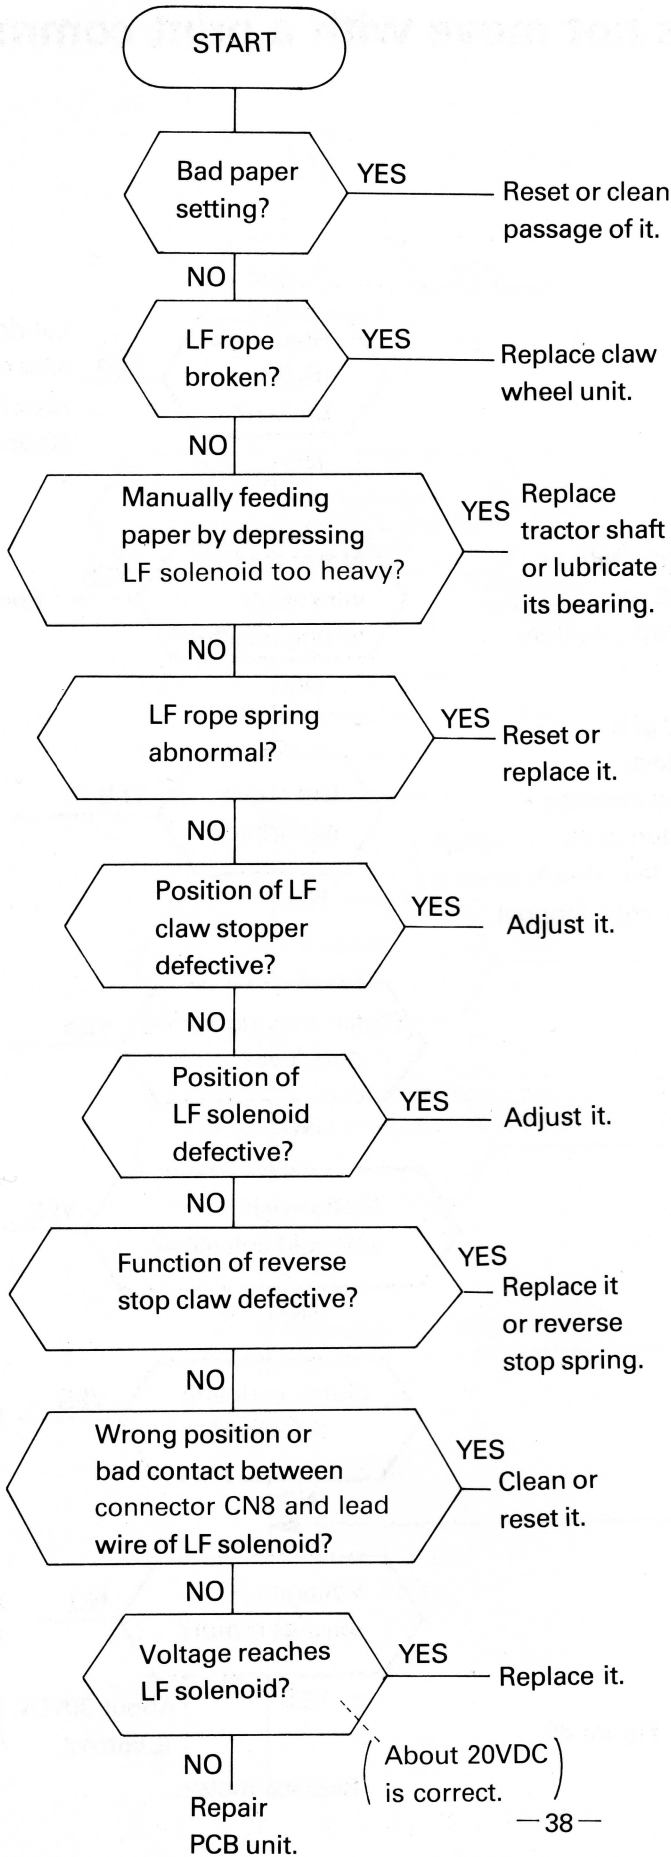 START
Bad paper
setting?
YES
Reset or clean
passage of it.
NO
LF rope
broken?
YES
Replace claw
wheel unit.
NO
Manually feeding
paper by depressing
LF solenoid too heavy?
YES
Replace
tractor shaft
or lubricate
its bearing.
NO
LF rope spring
abnormal?
YES
Reset or
replace it.
NO
Position of LF
claw stopper
defective?
YES
Adjust it.
NO
Position of
LF solenoid
defective?
YES
Adjust it.
NO
Function of reverse
stop claw defective?
YES
Replace it
or reverse
stop spring.
NO
Wrong position or
bad contact between
connector CN8 and lead
wire of LF solenoid?
YES
Clean or
reset it.
NO
Voltage reaches
LF solenoid?
YES
Replace it.
(About 20VDC
is correct.)
NO
Repair
PCB unit.
—38—